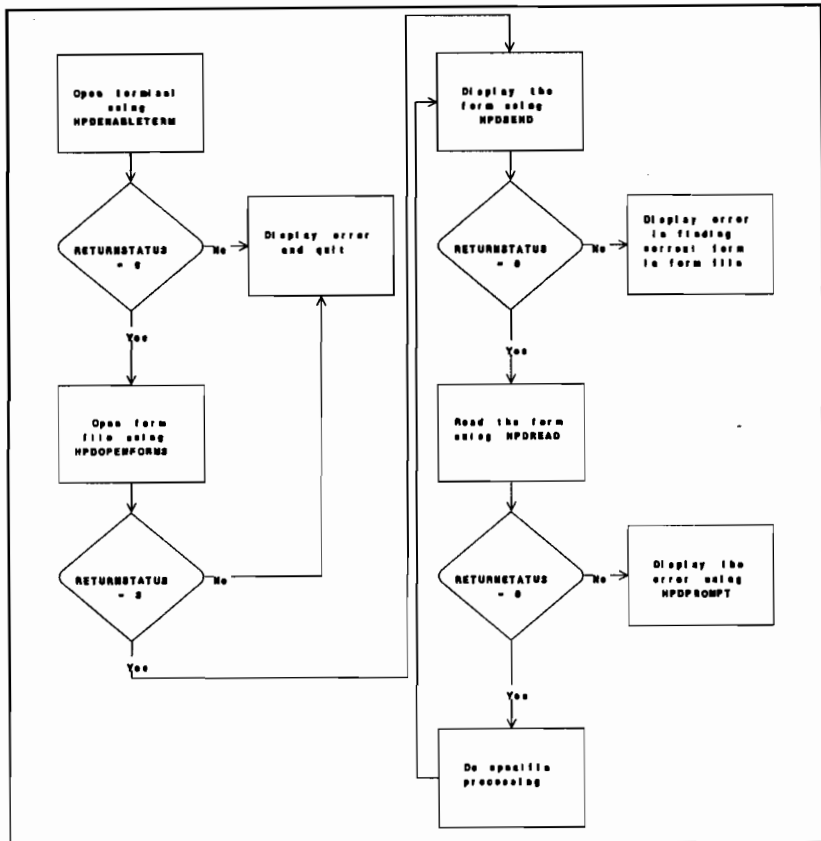 Open terminal
using
HPDENABLETERM
RETURNSTATUS
= 0
No
Display error
and quit
Yes
Open form
file using
HPDOPENFORMS
RETURNSTATUS
No
Yes
Display the
form using
HPDSEND
RETURNSTATUS
= 0
No
Display error
in finding
correct form
in form file
Yes
Read the form
using HPDREAD
RETURNSTATUS
= 0
No
Display the
error using
HPDPROMPT
Yes
Do specific
processing